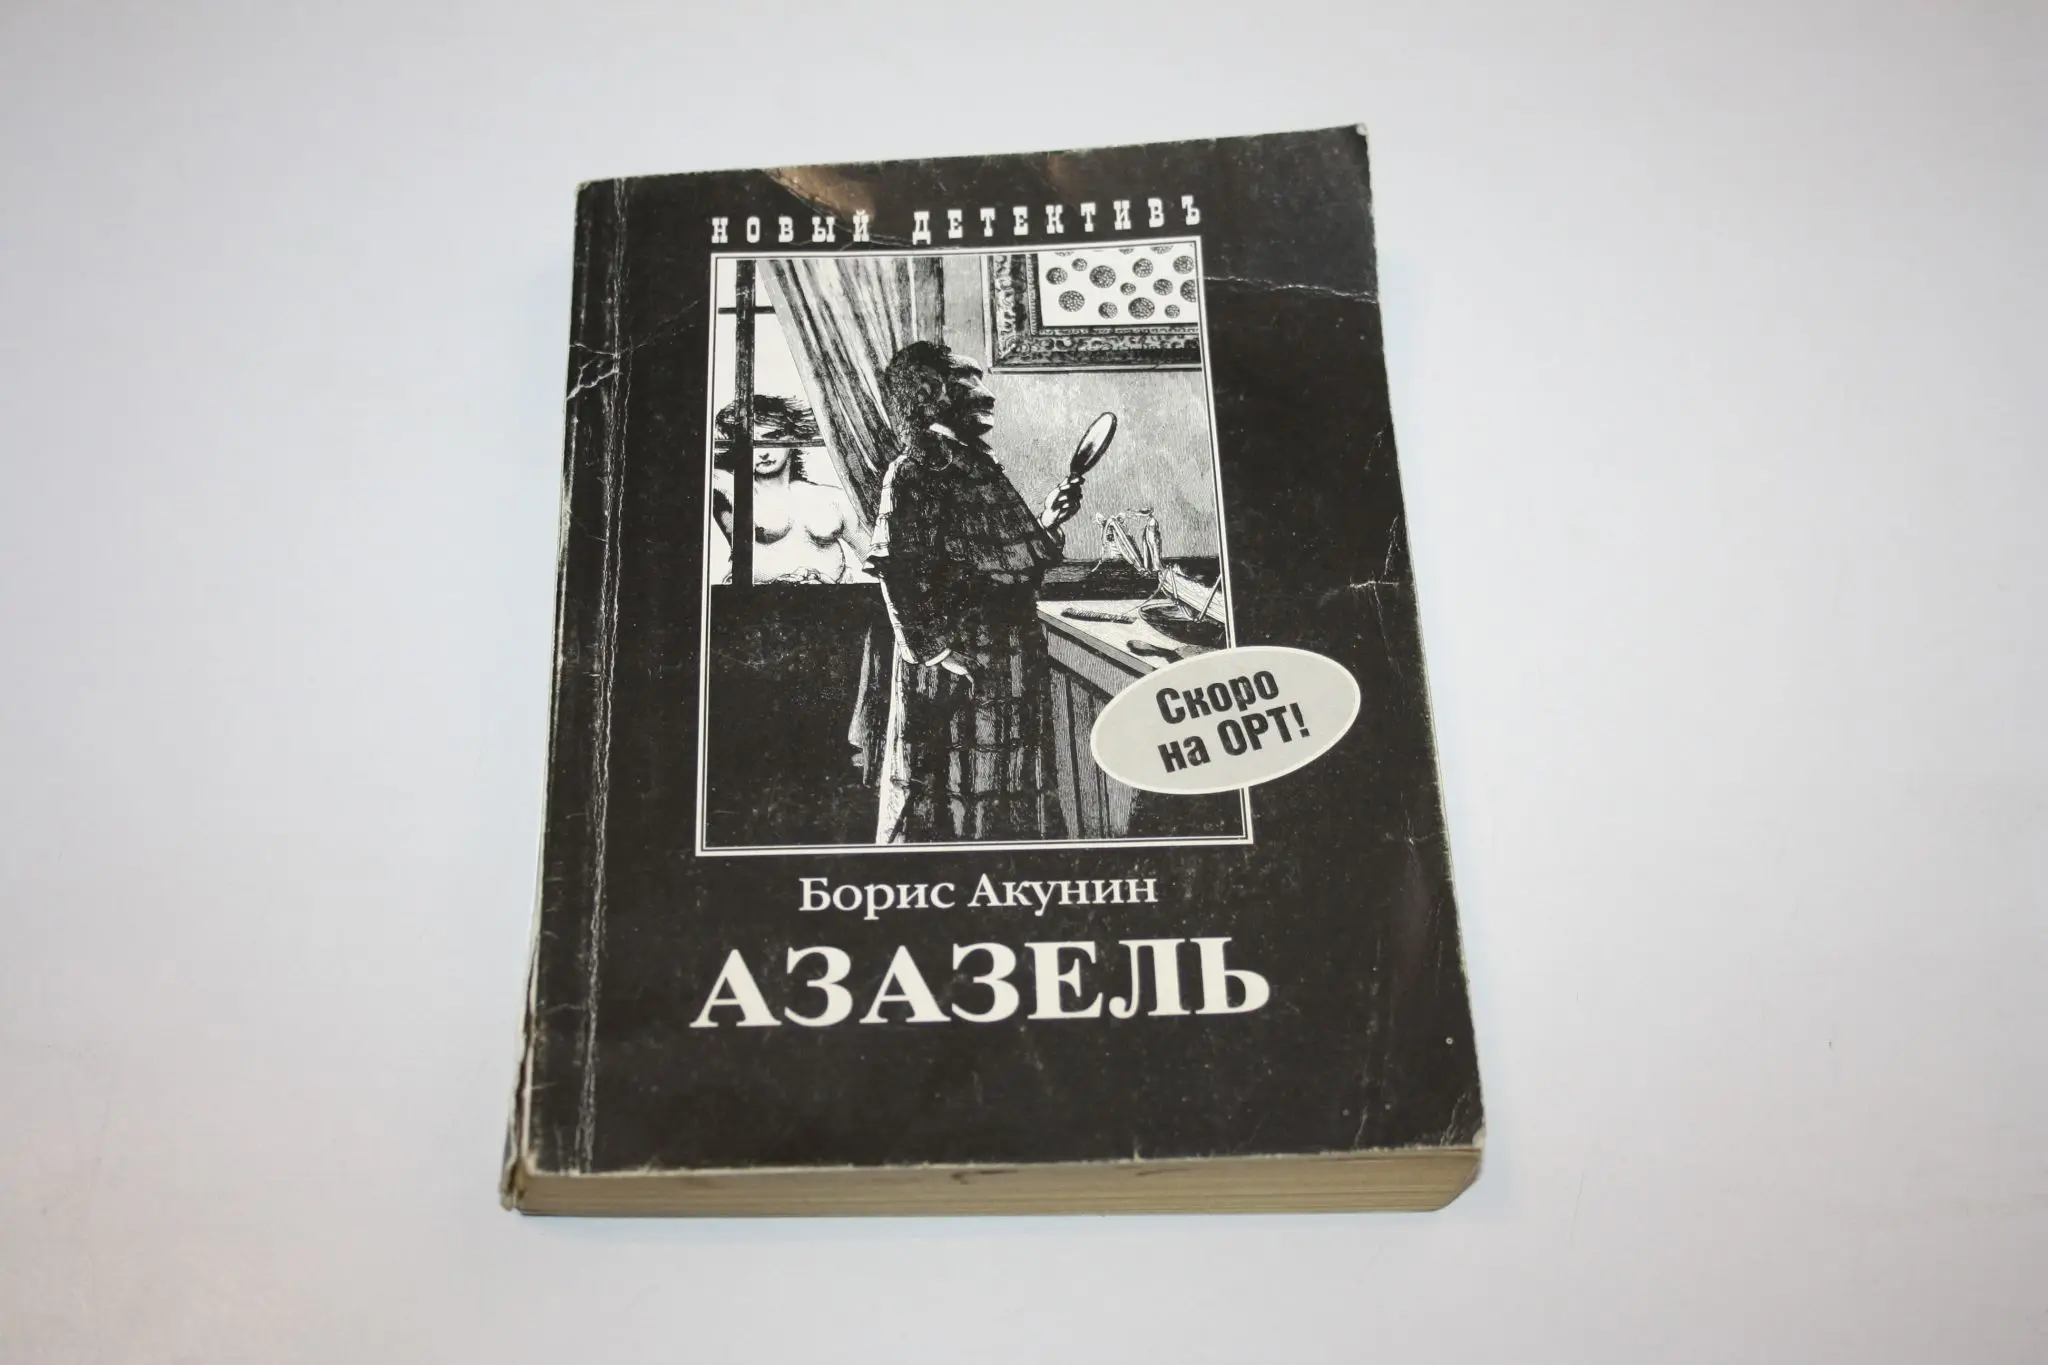 НОВЫЙ ДЕТЕКТИВЪ
Скоро
на ОРТ!
Борис Акунин
АЗАЗЕЛЬ